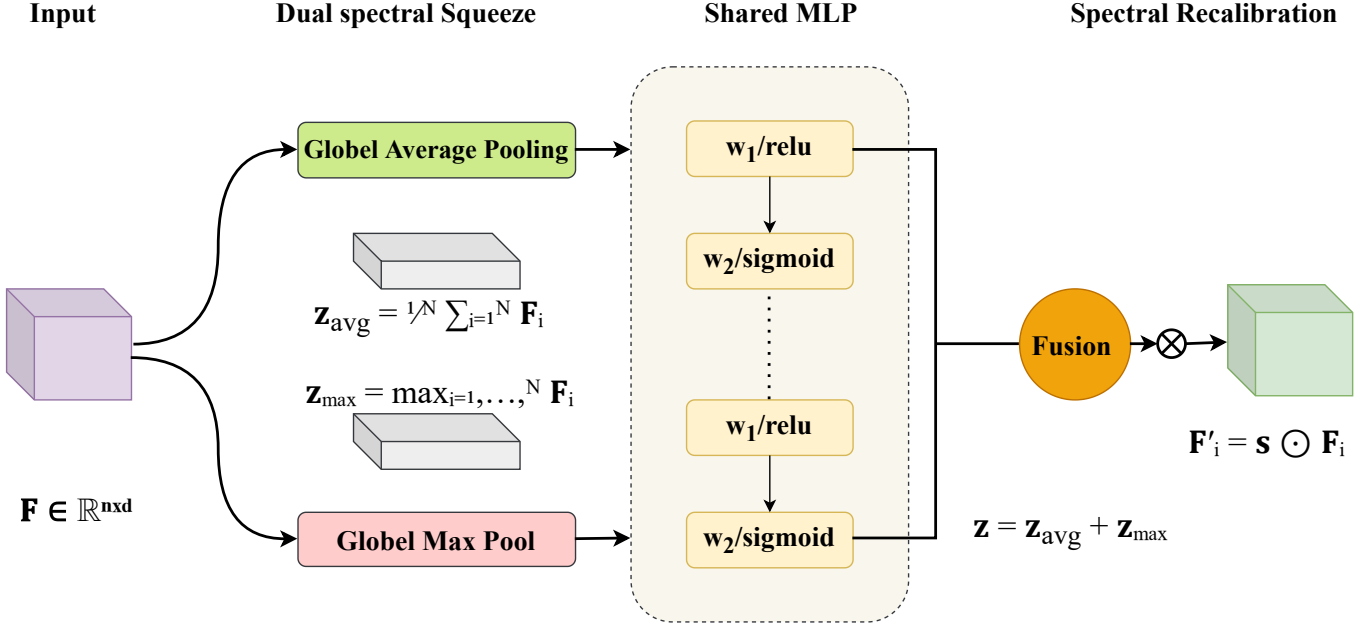 Input
Dual spectral Squeeze
Shared MLP
Spectral Recalibration
Globel Average Pooling
w₁/relu
w₂/sigmoid
𝐳avg = ¹⁄ᴺ ∑ᵢ₌₁ᴺ 𝐅ᵢ
Fusion
𝐳max = maxᵢ₌₁,…,ᴺ 𝐅ᵢ
w₁/relu
𝐅′ᵢ = 𝐬 ⊙ 𝐅ᵢ
𝐅 ∈ ℝⁿˣᵈ
Globel Max Pool
w₂/sigmoid
𝐳 = 𝐳avg + 𝐳max